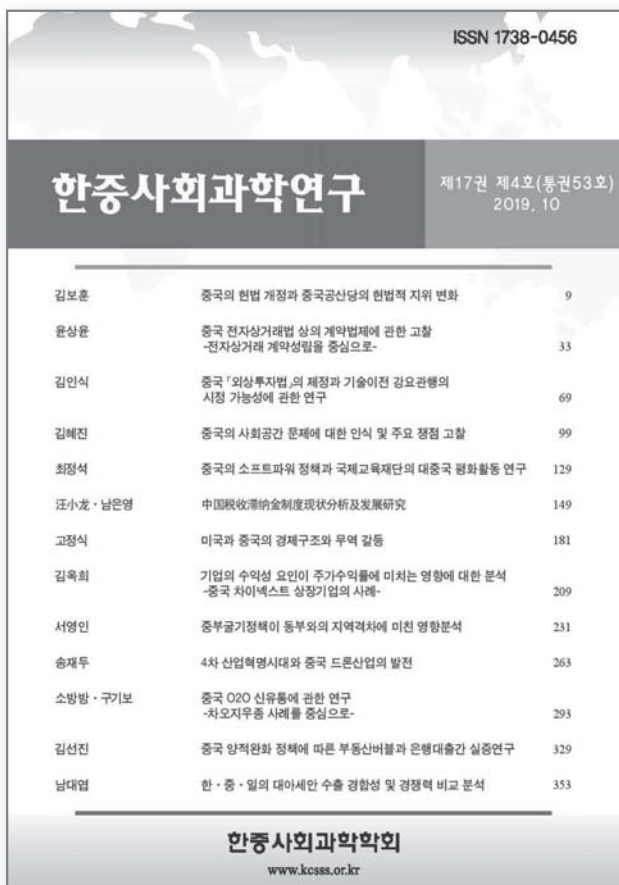 ISSN 1738-0456
한중사회과학연구
제17권 제4호(통권53호)
2019. 10
김보훈 중국의 헌법 개정과 중국공산당의 헌법적 지위 변화 9
윤상윤 중국 전자상거래법 상의 계약법제에 관한 고찰
-전자상거래 계약성립을 중심으로- 33
김인식 중국 「외상투자법」의 제정과 기술이전 강요관행의
시정 가능성에 관한 연구 69
김혜진 중국의 사회공간 문제에 대한 인식 및 주요 쟁점 고찰 99
최정석 중국의 소프트파워 정책과 국제교육재단의 대중국 평화활동 연구 129
汪小龙・남은영 中国税收滞纳金制度现状分析及发展研究 149
고정식 미국과 중국의 경제구조와 무역 갈등 181
김옥희 기업의 수익성 요인이 주가수익률에 미치는 영향에 대한 분석
-중국 차이넥스트 상장기업의 사례- 209
서영인 중부굴기정책이 동부와의 지역격차에 미친 영향분석 231
송재두 4차 산업혁명시대와 중국 드론산업의 발전 263
소방방・구기보 중국 O2O 신유통에 관한 연구
-차오지우종 사례를 중심으로- 293
김선진 중국 양적완화 정책에 따른 부동산버블과 은행대출간 실증연구 329
남대엽 한・중・일의 대아세안 수출 경합성 및 경쟁력 비교 분석 353
한중사회과학학회
www.kcsss.or.kr